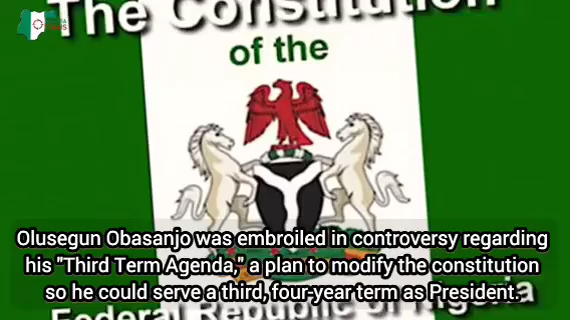 The Constitution
of the
Olusegun Obasanjo was embroiled in controversy regarding
his "Third Term Agenda," a plan to modify the constitution
so he could serve a third, four-year term as President.
Federal Republic of Nigeria